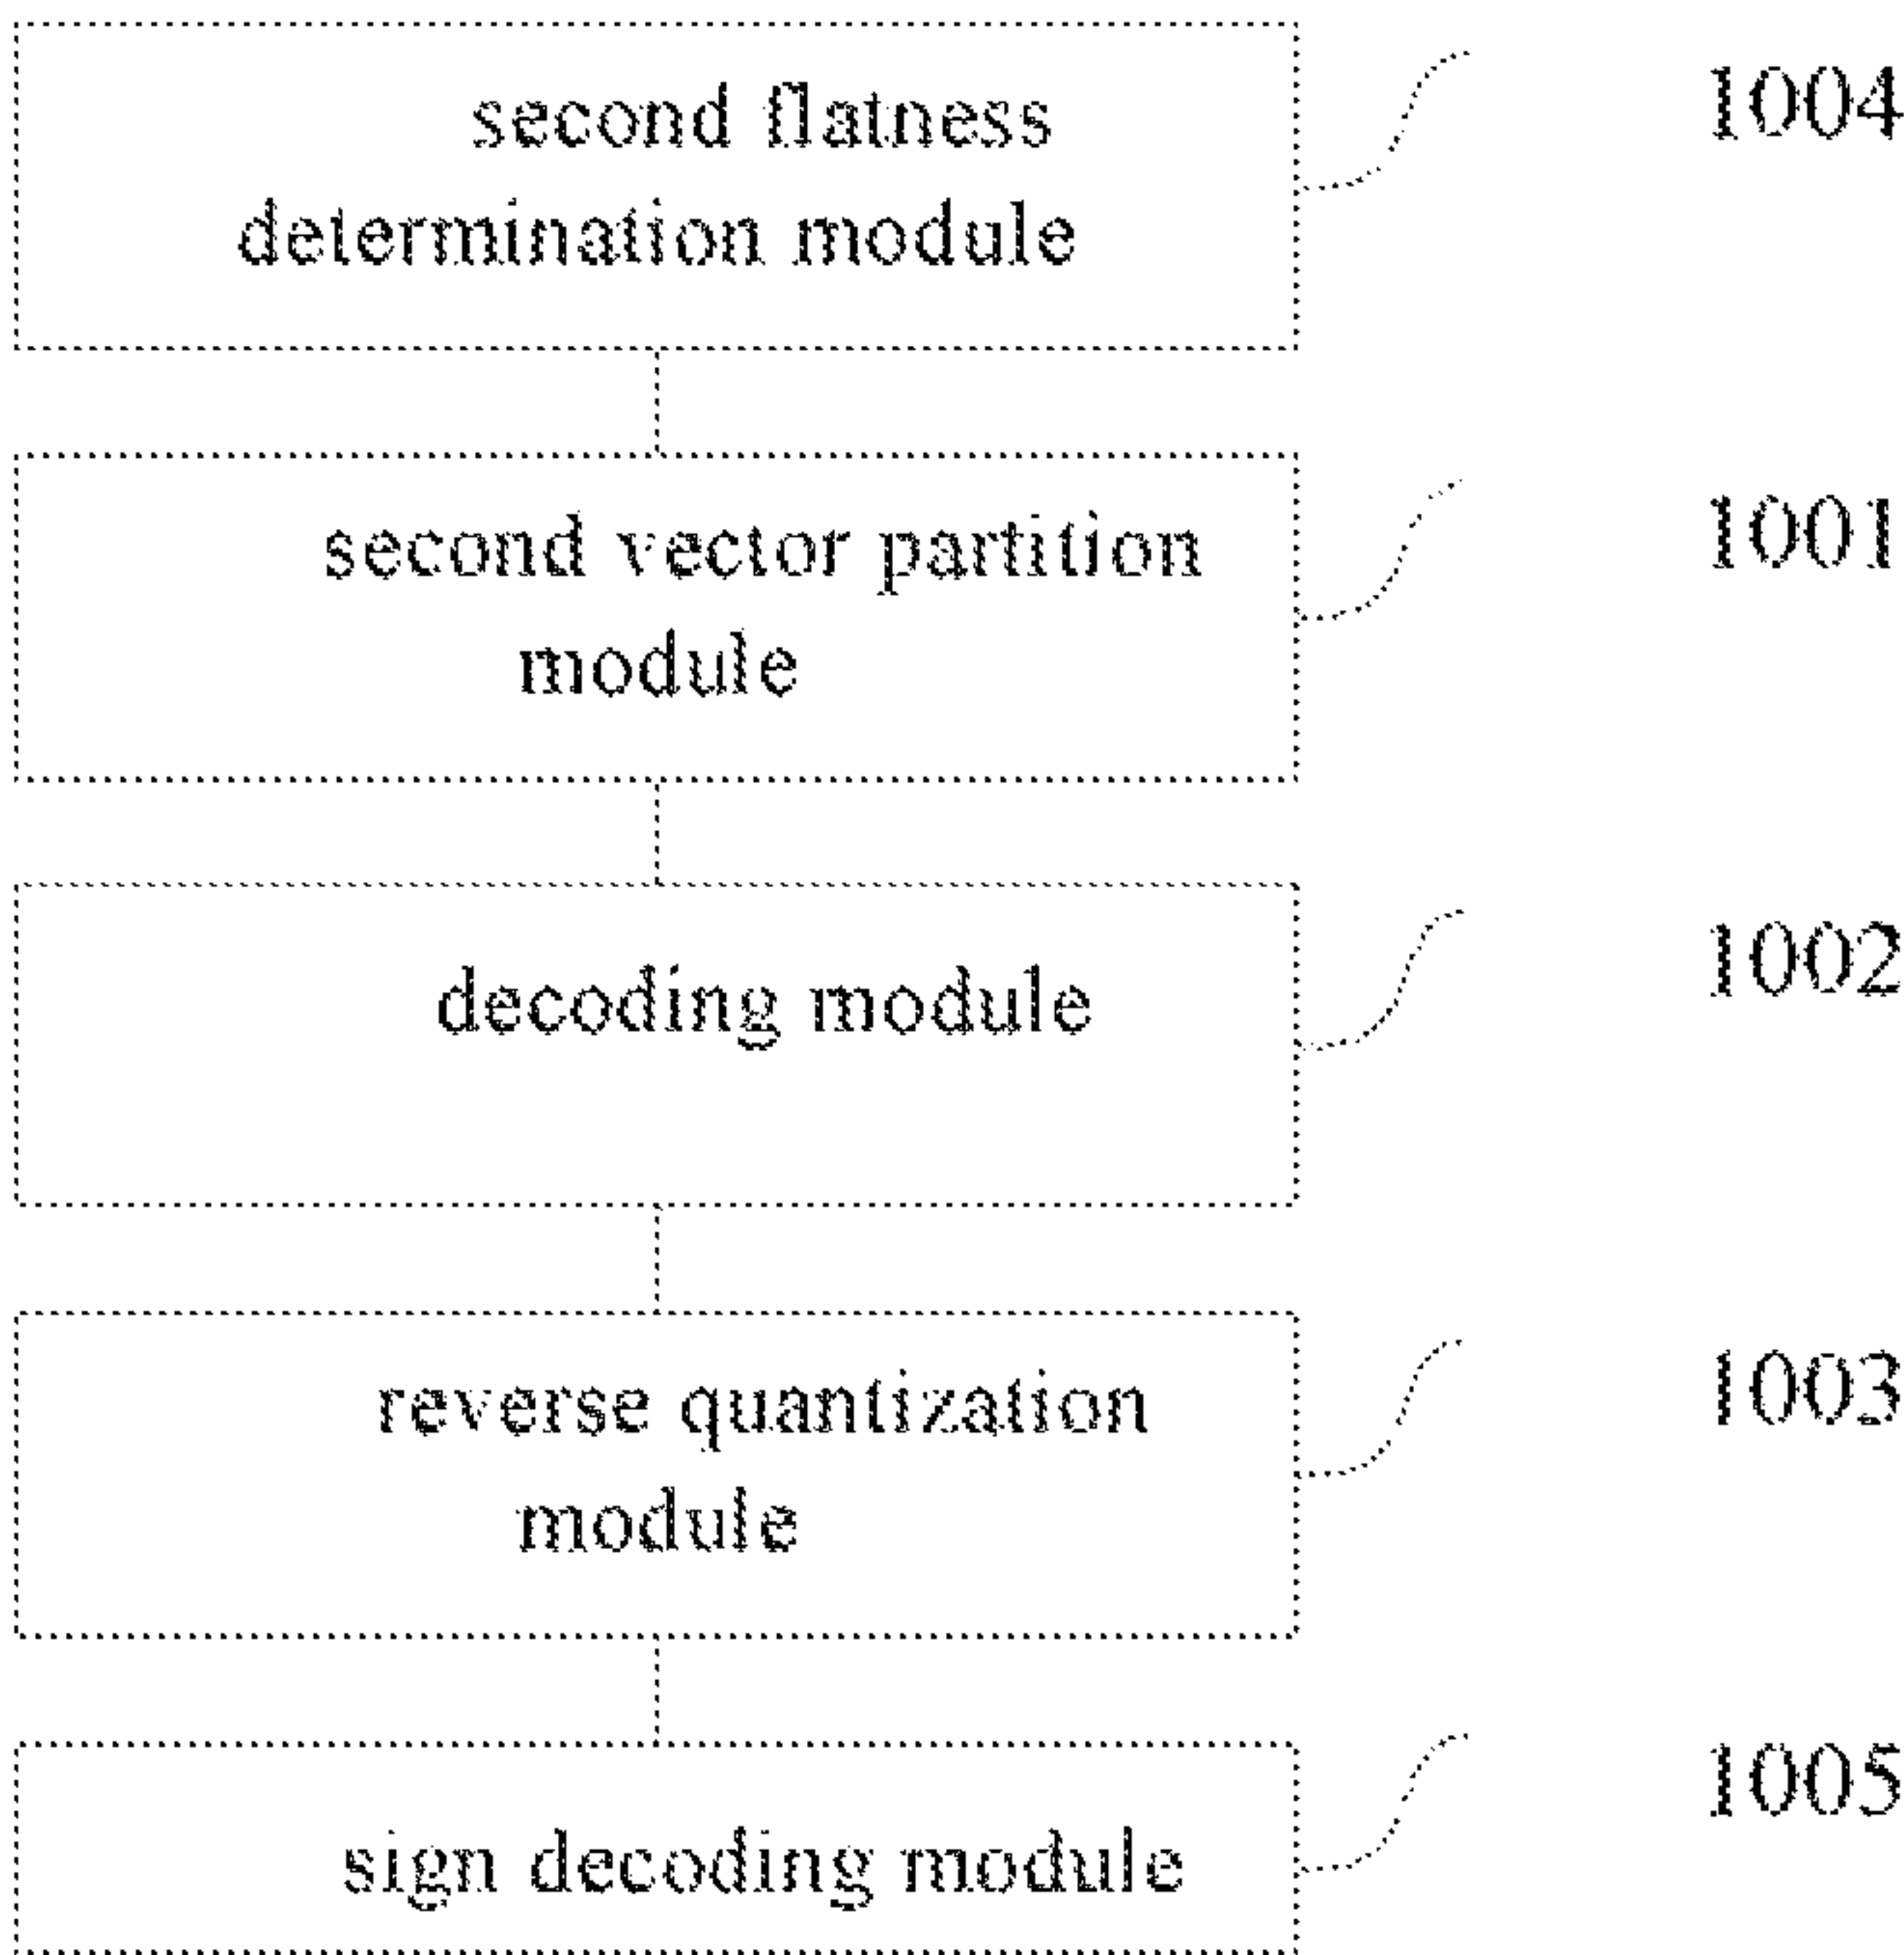 second flatness
determination module
1004
second vector partition
module
1001
decoding module
1002
reverse quantization
module
1003
sign decoding module
1005